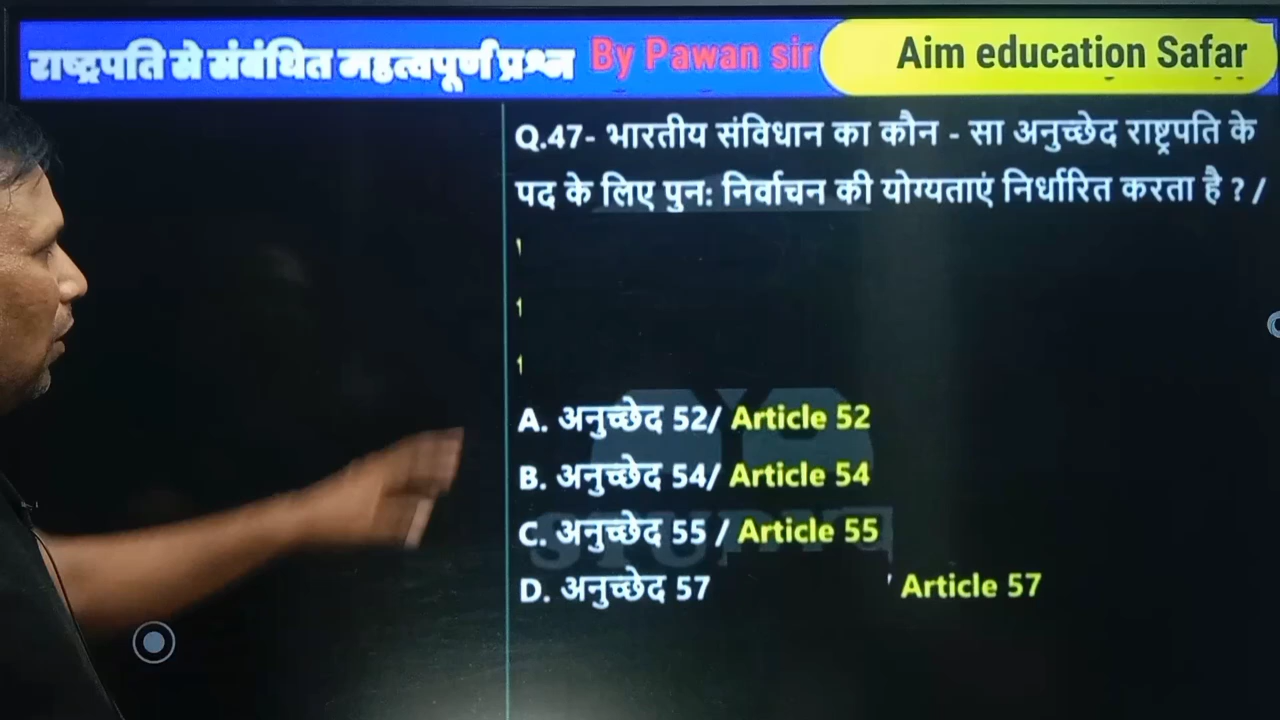 राष्ट्रपति से संबंधित महत्वपूर्ण प्रश्न By Pawan sir Aim education Safar
Q.47- भारतीय संविधान का कौन - सा अनुच्छेद राष्ट्रपति के
पद के लिए पुन: निर्वाचन की योग्यताएं निर्धारित करता है ? /
A. अनुच्छेद 52/ Article 52
B. अनुच्छेद 54/ Article 54
C. अनुच्छेद 55 / Article 55
D. अनुच्छेद 57 Article 57